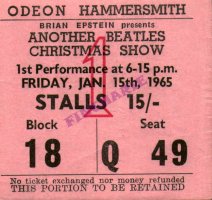 ODEON HAMMERSMITH
BRIAN EPSTEIN presents
ANOTHER BEATLES
CHRISTMAS SHOW
1st Performance at 6-15 p.m.
FRIDAY, JAN. 15th, 1965
1
STALLS 15/-
Block Seat
18 Q 49
No ticket exchanged nor money refunded
THIS PORTION TO BE RETAINED